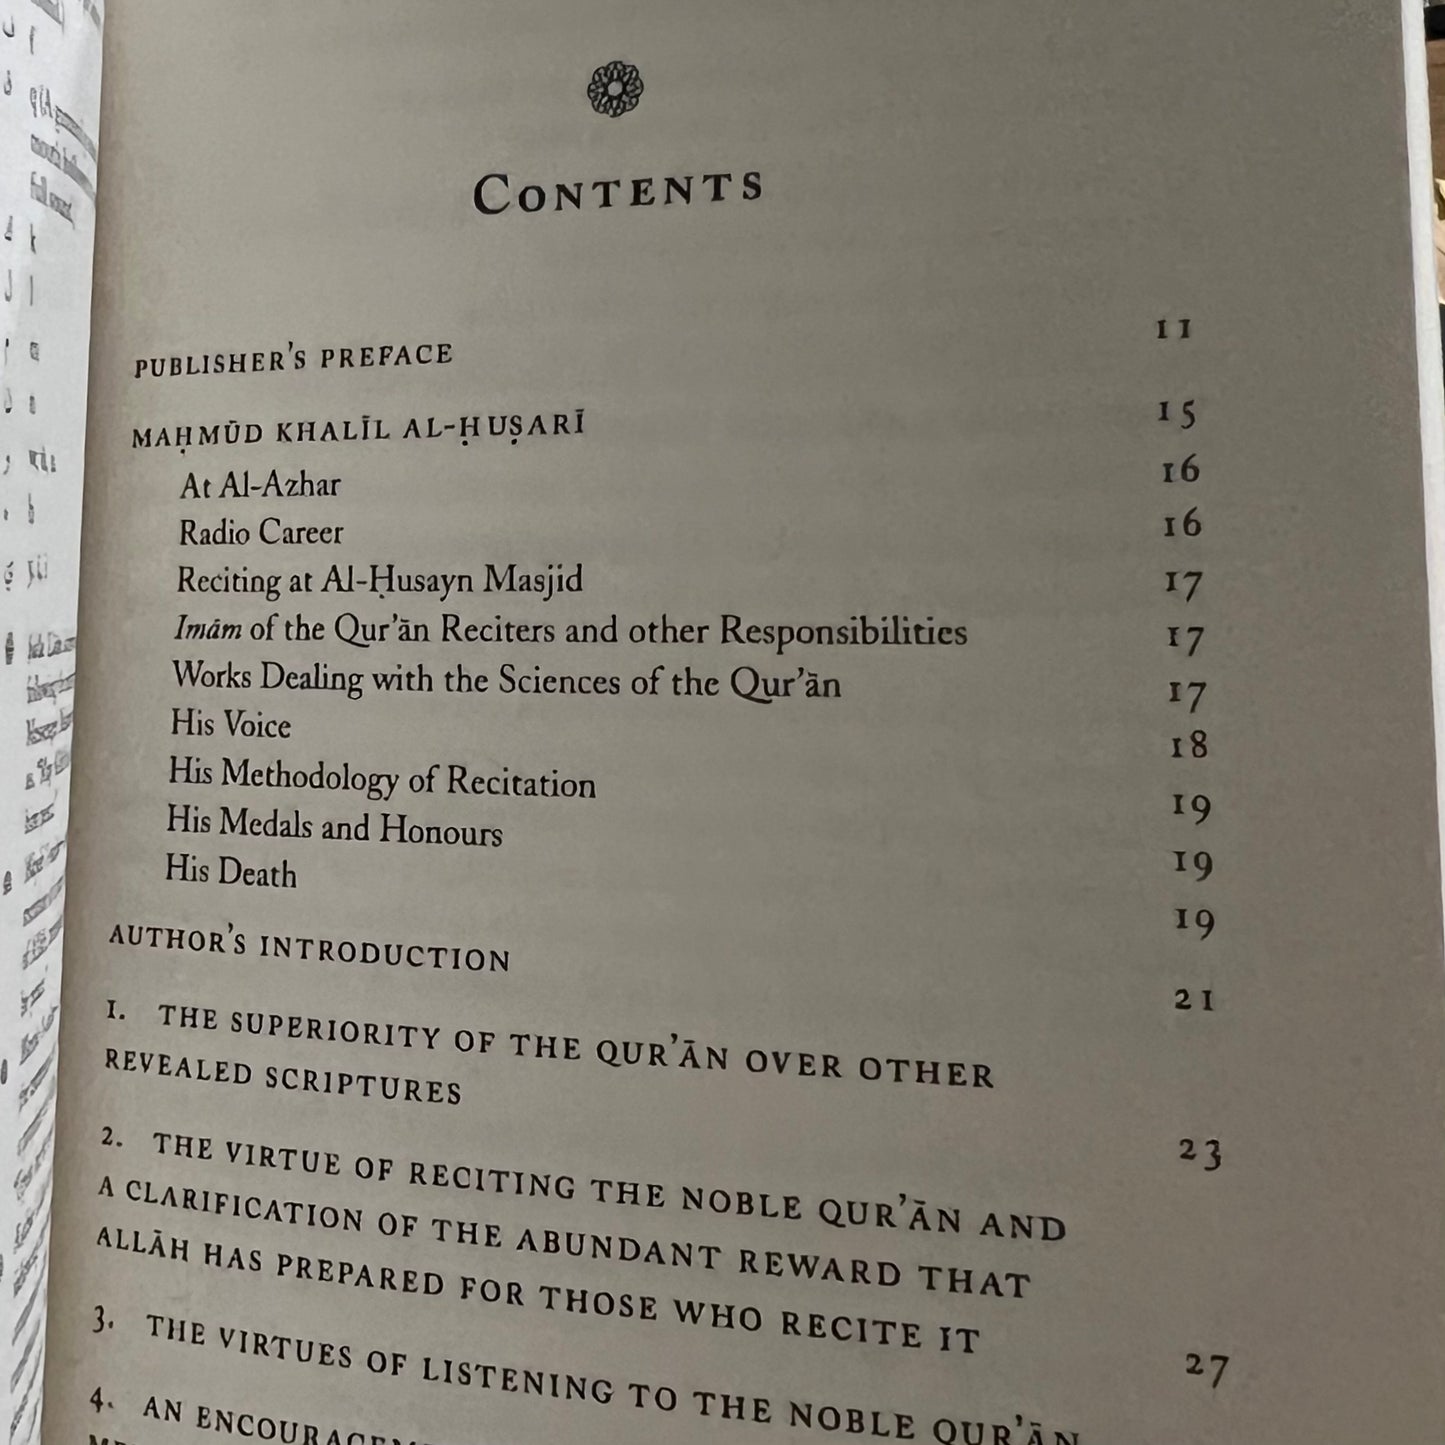 CONTENTS
PUBLISHER'S PREFACE 11
MAḤMŪD KHALĪL AL-ḤUṢARĪ 15
At Al-Azhar 16
Radio Career 16
Reciting at Al-Ḥusayn Masjid 17
Imām of the Qur'ān Reciters and other Responsibilities 17
Works Dealing with the Sciences of the Qur'ān 17
His Voice 18
His Methodology of Recitation 19
His Medals and Honours 19
His Death 19
AUTHOR'S INTRODUCTION 21
1. THE SUPERIORITY OF THE QUR'ĀN OVER OTHER
REVEALED SCRIPTURES 23
2. THE VIRTUE OF RECITING THE NOBLE QUR'ĀN AND
A CLARIFICATION OF THE ABUNDANT REWARD THAT
ALLĀH HAS PREPARED FOR THOSE WHO RECITE IT 27
3. THE VIRTUES OF LISTENING TO THE NOBLE QUR'ĀN
4. AN